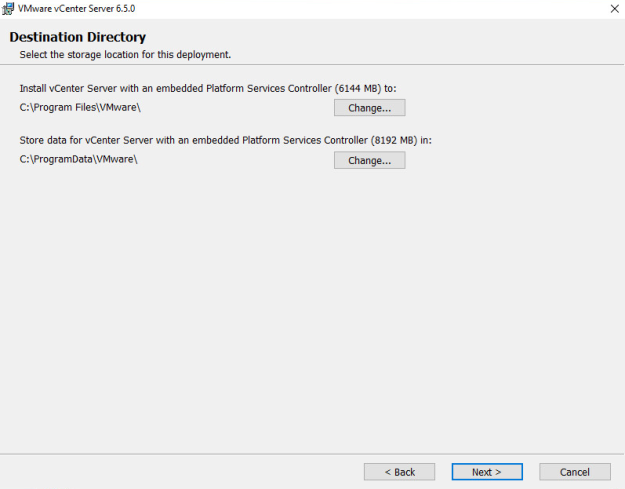 VMware vCenter Server 6.5.0
Destination Directory
Select the storage location for this deployment.
Install vCenter Server with an embedded Platform Services Controller (6144 MB) to:
C:\Program Files\VMware\
Change...
Store data for vCenter Server with an embedded Platform Services Controller (8192 MB) in:
C:\ProgramData\VMware\
Change...
< Back
Next >
Cancel